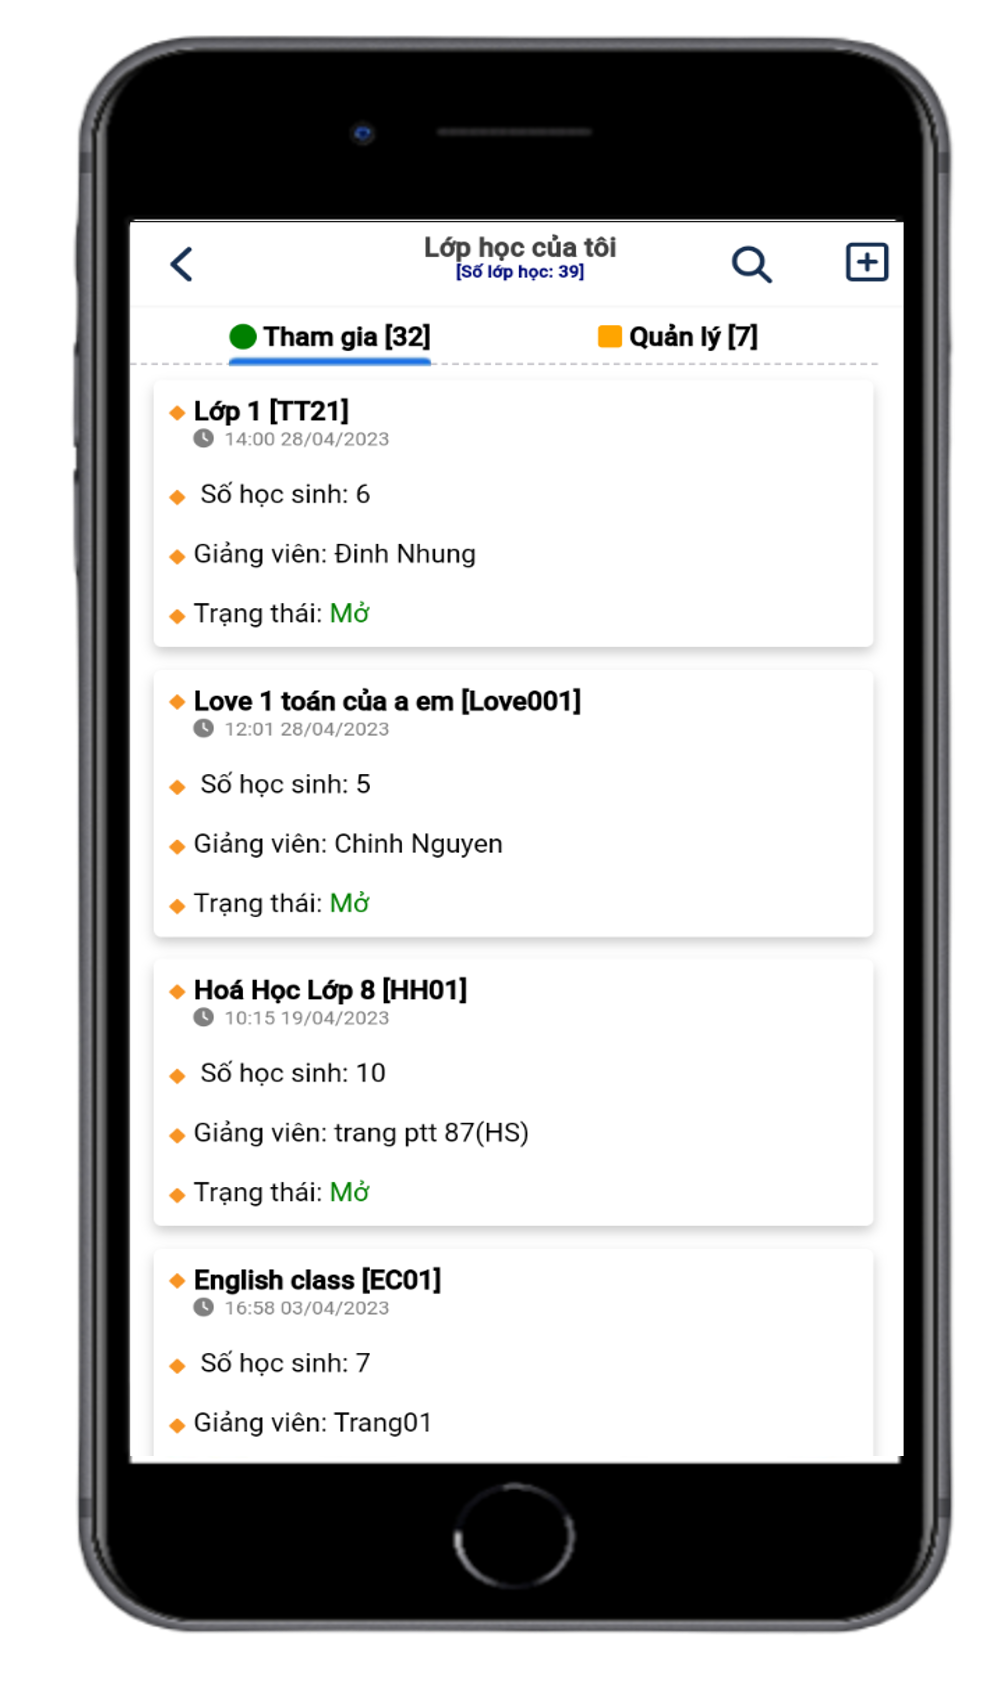 Lớp học của tôi
[Số lớp học: 39]
Tham gia [32]
Quản lý [7]
Lớp 1 [TT21]
14:00 28/04/2023
Số học sinh: 6
Giảng viên: Đinh Nhung
Trạng thái: Mở
Love 1 toán của a em [Love001]
12:01 28/04/2023
Số học sinh: 5
Giảng viên: Chinh Nguyen
Trạng thái: Mở
Hoá Học Lớp 8 [HH01]
10:15 19/04/2023
Số học sinh: 10
Giảng viên: trang ptt 87(HS)
Trạng thái: Mở
English class [EC01]
16:58 03/04/2023
Số học sinh: 7
Giảng viên: Trang01